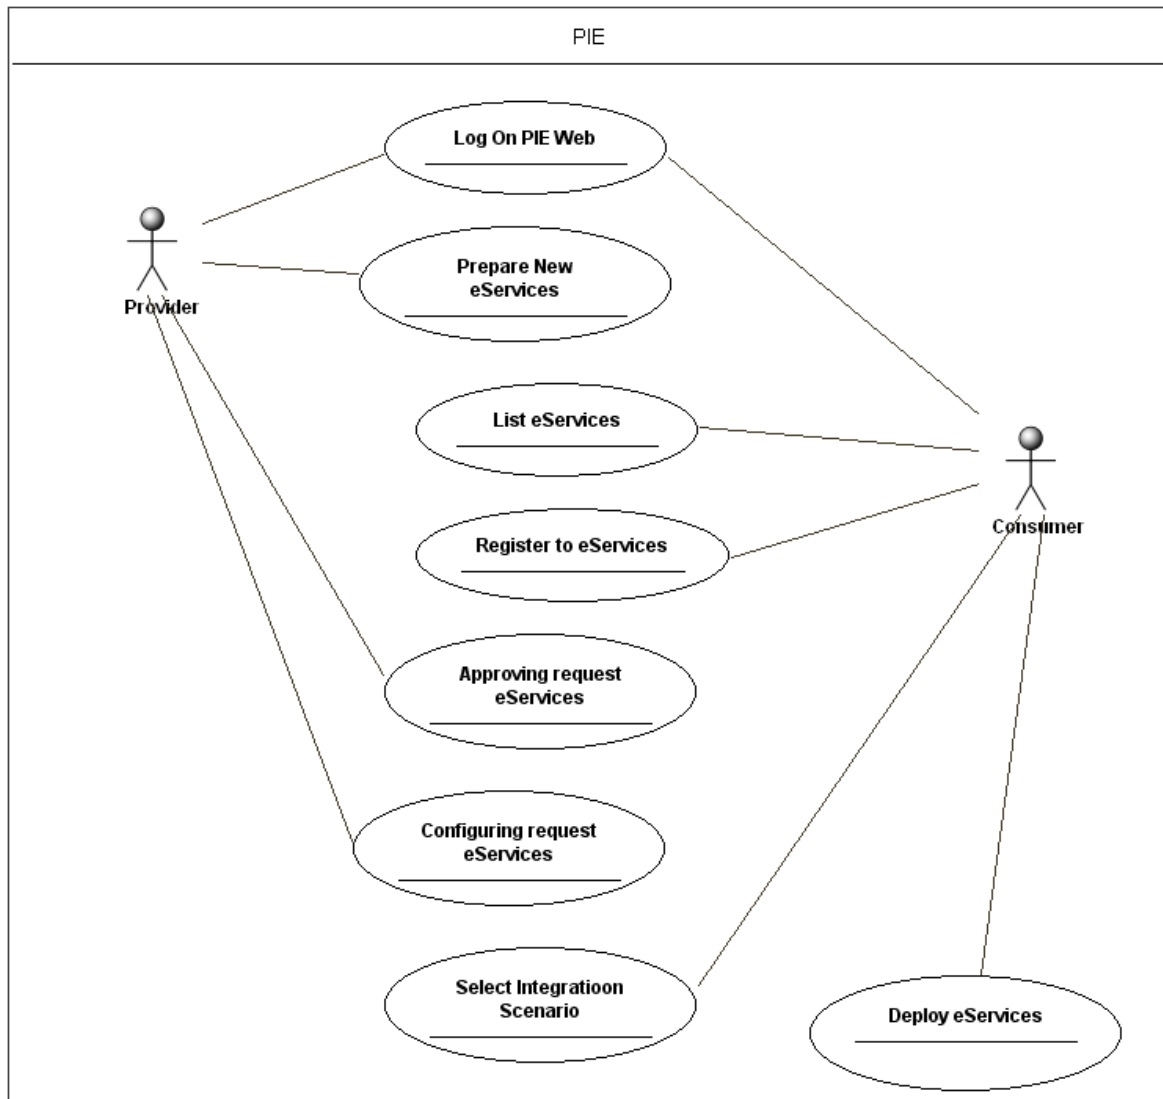 PIE
Log On PIE Web
Prepare New
eServices
Provider
List eServices
Consumer
Register to eServices
Approving request
eServices
Configuring request
eServices
Select Integratioon
Scenario
Deploy eServices